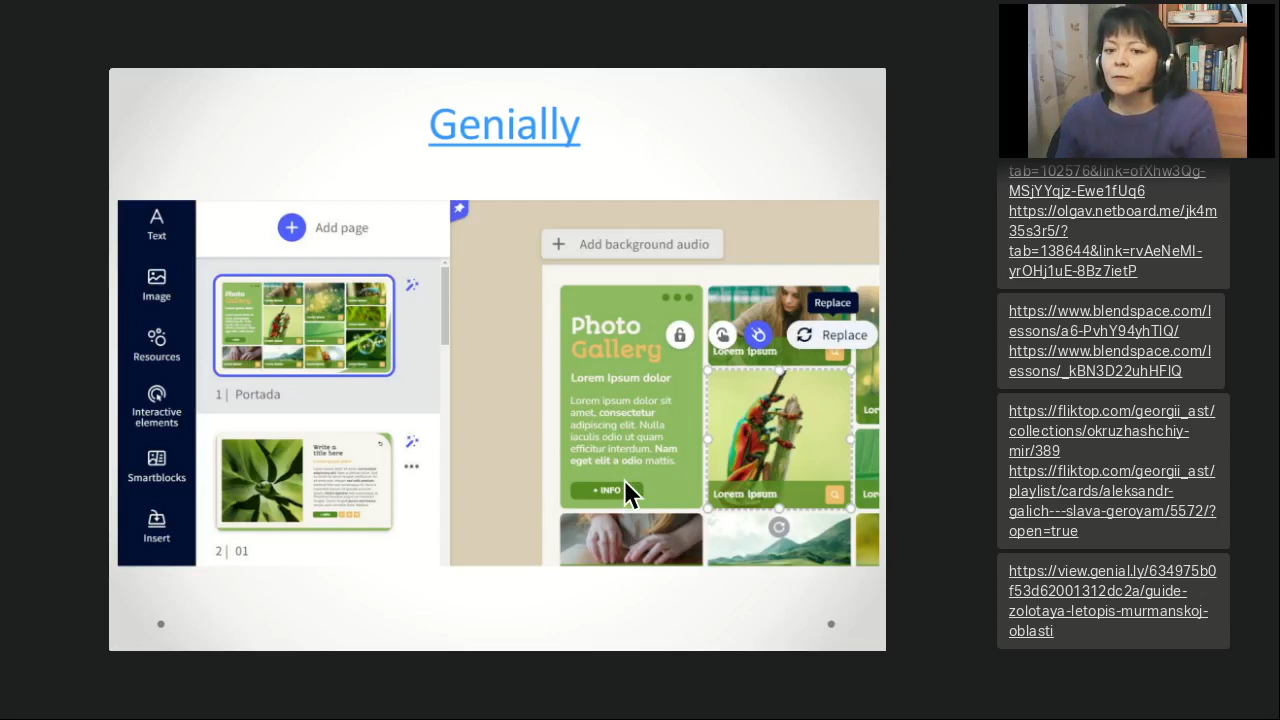 Genially
Text
Image
Resources
Interactive
elements
Smartblocks
Insert
Add page
Photo
Gallery
1 | Portada
Write a
title here
2 | 01
Add background audio
Replace
Replace
Photo
Gallery
Lorem Ipsum dolor
Lorem ipsum dolor sit
amet, consectetur
adipiscing elit. Nulla
iaculis odio ut quam
efficitur interdum. Nam
eget elit a odio mattis.
+ INFO
Lorem Ipsum
Lorem Ipsum
tab=102576&link=ofXhw3Qg-
MSjYYqjz-Ewe1fUq6
https://olgav.netboard.me/jk4m
35s3r5/?
tab=138644&link=rvAeNeMI-
yrOHj1uE-8Bz7ietP
https://www.blendspace.com/l
essons/a6-PvhY94yhTlQ/
https://www.blendspace.com/l
essons/_kBN3D22uhHFlQ
https://fliktop.com/georgii_ast/
collections/okruzhashchiy-
mir/389
https://fliktop.com/georgii_ast/
playlist/cards/aleksandr-
galich---slava-geroyam/5572/?
open=true
https://view.genial.ly/634975b0
f53d62001312dc2a/guide-
zolotaya-letopis-murmanskoj-
oblasti